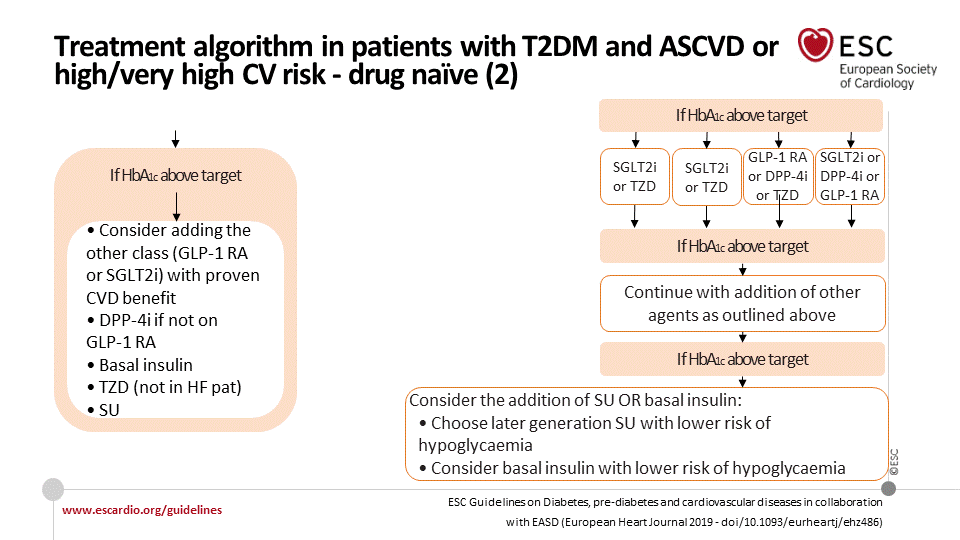 Treatment algorithm in patients with T2DM and ASCVD or
high/very high CV risk - drug naïve (2)
ESC
European Society
of Cardiology
If HbA1c above target
• Consider adding the
other class (GLP-1 RA
or SGLT2i) with proven
CVD benefit
• DPP-4i if not on
GLP-1 RA
• Basal insulin
• TZD (not in HF pat)
• SU
If HbA1c above target
SGLT2i
or TZD
SGLT2i
or TZD
GLP-1 RA
or DPP-4i
or TZD
SGLT2i or
DPP-4i or
GLP-1 RA
If HbA1c above target
Continue with addition of other
agents as outlined above
If HbA1c above target
Consider the addition of SU OR basal insulin:
• Choose later generation SU with lower risk of
hypoglycaemia
• Consider basal insulin with lower risk of hypoglycaemia
©ESC
www.escardio.org/guidelines
ESC Guidelines on Diabetes, pre-diabetes and cardiovascular diseases in collaboration
with EASD (European Heart Journal 2019 - doi/10.1093/eurheartj/ehz486)